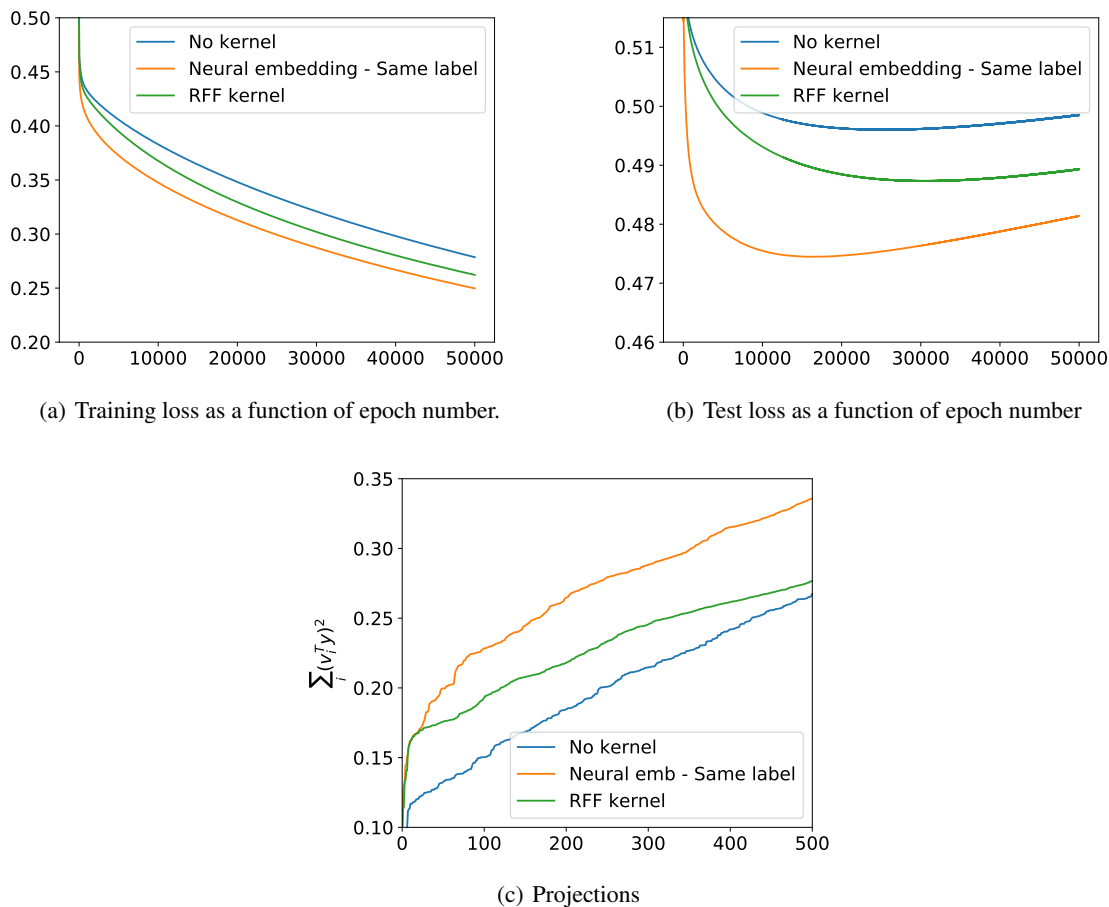 0.50
0.45
0.40
0.35
0.30
0.25
0.20
0 10000 20000 30000 40000 50000
No kernel
Neural embedding - Same label
RFF kernel
(a) Training loss as a function of epoch number.
0.51
0.50
0.49
0.48
0.47
0.46
0 10000 20000 30000 40000 50000
No kernel
Neural embedding - Same label
RFF kernel
(b) Test loss as a function of epoch number
0.35
0.30
0.25
0.20
0.15
0.10
∑_i (v_i^T y)^2
0 100 200 300 400 500
No kernel
Neural emb - Same label
RFF kernel
(c) Projections